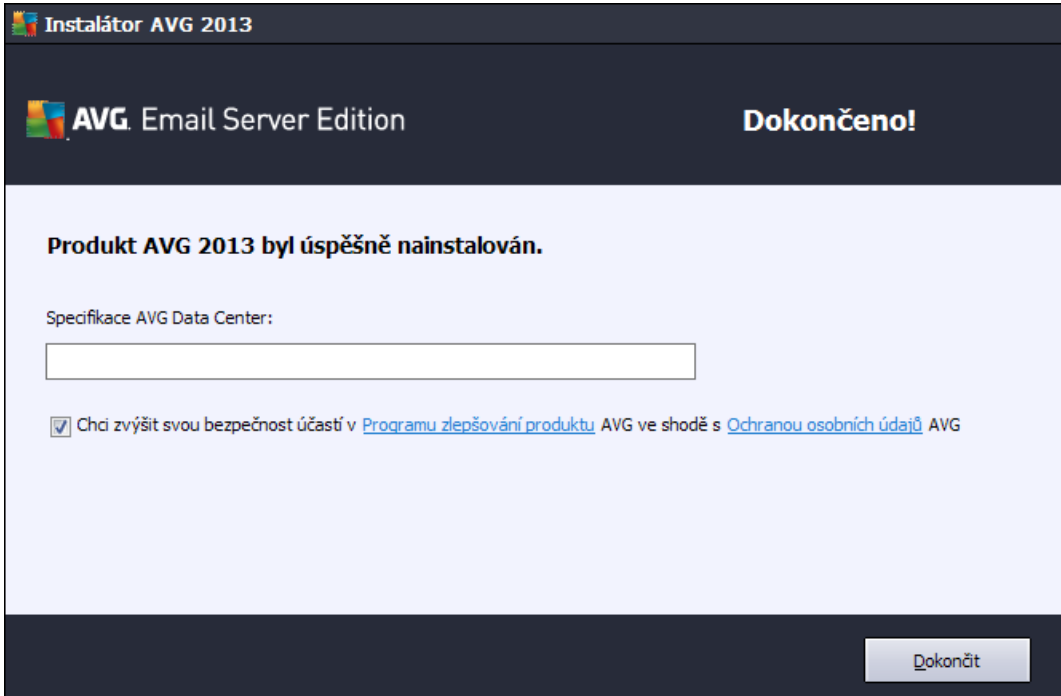 Instalátor AVG 2013
AVG. Email Server Edition
Dokončeno!
Produkt AVG 2013 byl úspěšně nainstalován.
Specifikace AVG Data Center:
Chci zvýšit svou bezpečnost účastí v Programu zlepšování produktu AVG ve shodě s Ochranou osobních údajů AVG
Dokončit